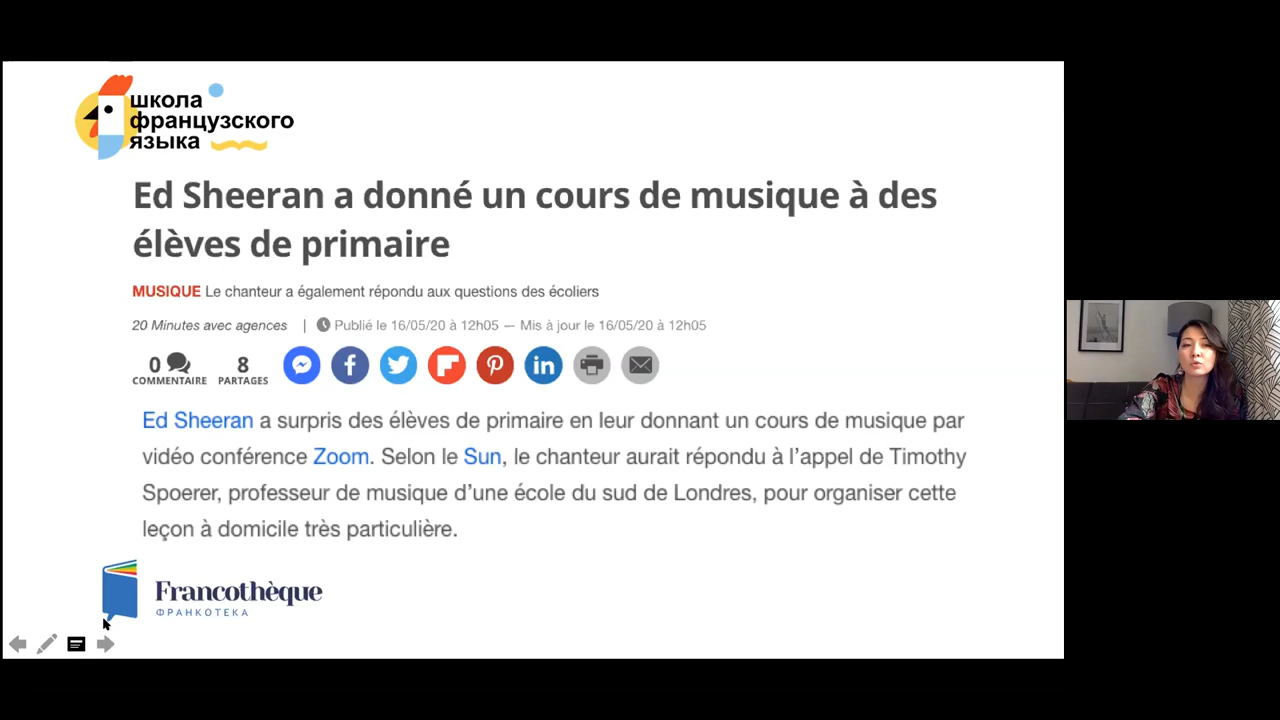 школа
французского
языка
Ed Sheeran a donné un cours de musique à des
élèves de primaire
MUSIQUE Le chanteur a également répondu aux questions des écoliers
20 Minutes avec agences | Publié le 16/05/20 à 12h05 — Mis à jour le 16/05/20 à 12h05
0 8
COMMENTAIRE PARTAGES
Ed Sheeran a surpris des élèves de primaire en leur donnant un cours de musique par
vidéo conférence Zoom. Selon le Sun, le chanteur aurait répondu à l’appel de Timothy
Spoerer, professeur de musique d’une école du sud de Londres, pour organiser cette
leçon à domicile très particulière.
Francothèque
ФРАНКОТЕКА